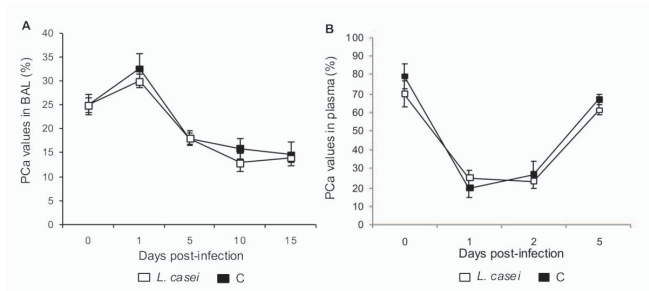 A
PCa values in BAL (%)
40
35
30
25
20
15
10
5
0
0 1 5 10 15
Days post-infection
L. casei C
B
PCa values in plasma (%)
100
90
80
70
60
50
40
30
20
10
0
0 1 2 5
Days post-infection
L. casei C